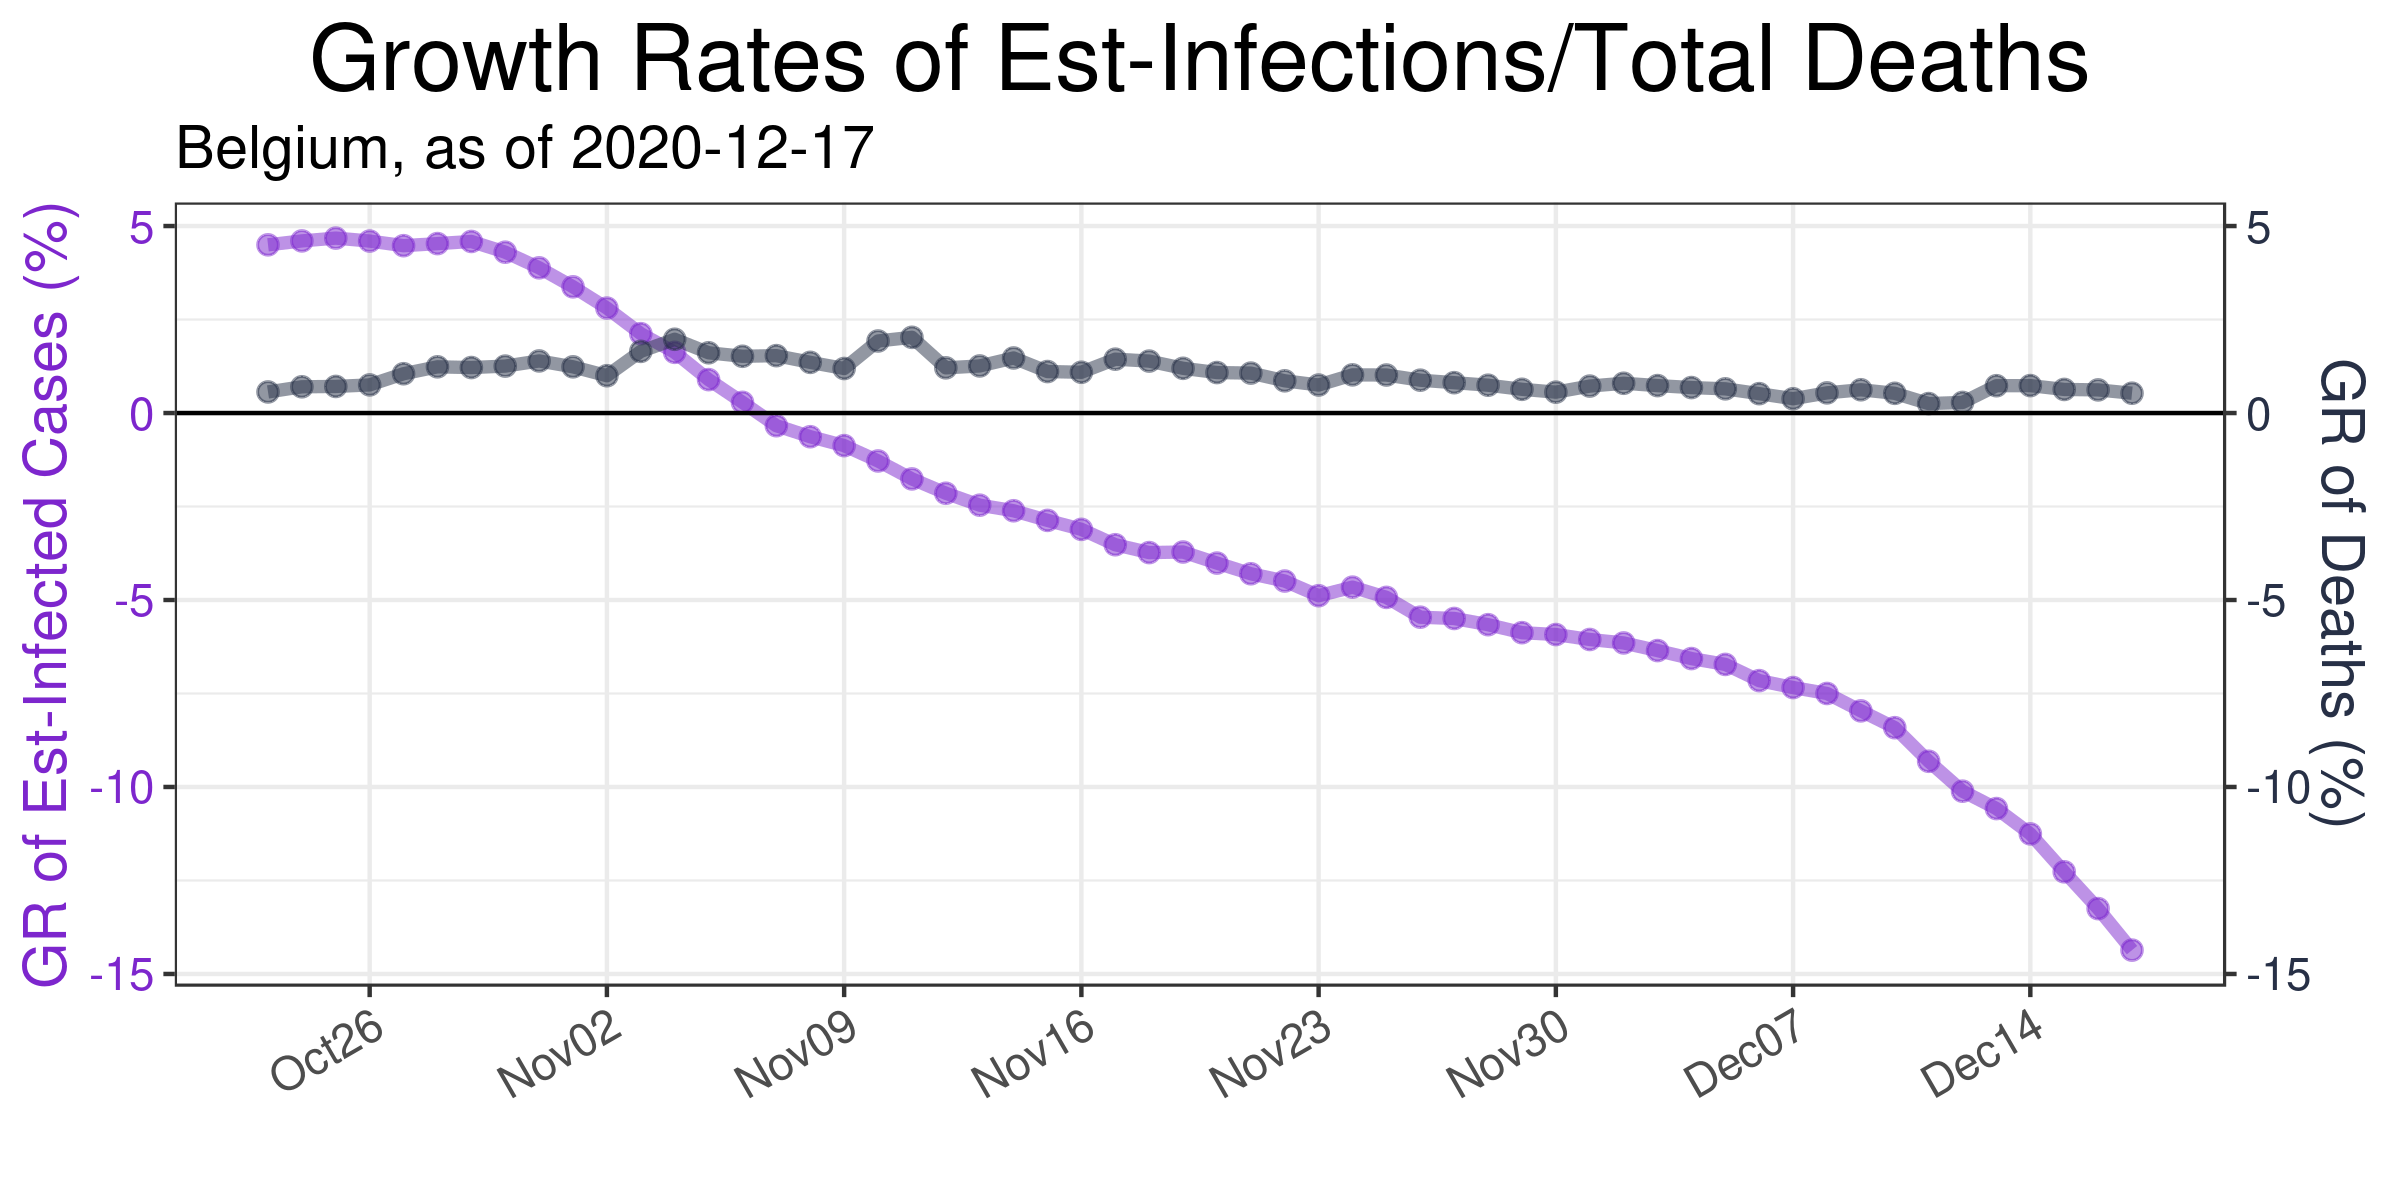 Growth Rates of Est-Infections/Total Deaths
Belgium, as of 2020-12-17
GR of Est-Infected Cases (%)
5
0
-5
-10
-15
5
0
-5
-10
-15
GR of Deaths (%)
Oct26
Nov02
Nov09
Nov16
Nov23
Nov30
Dec07
Dec14